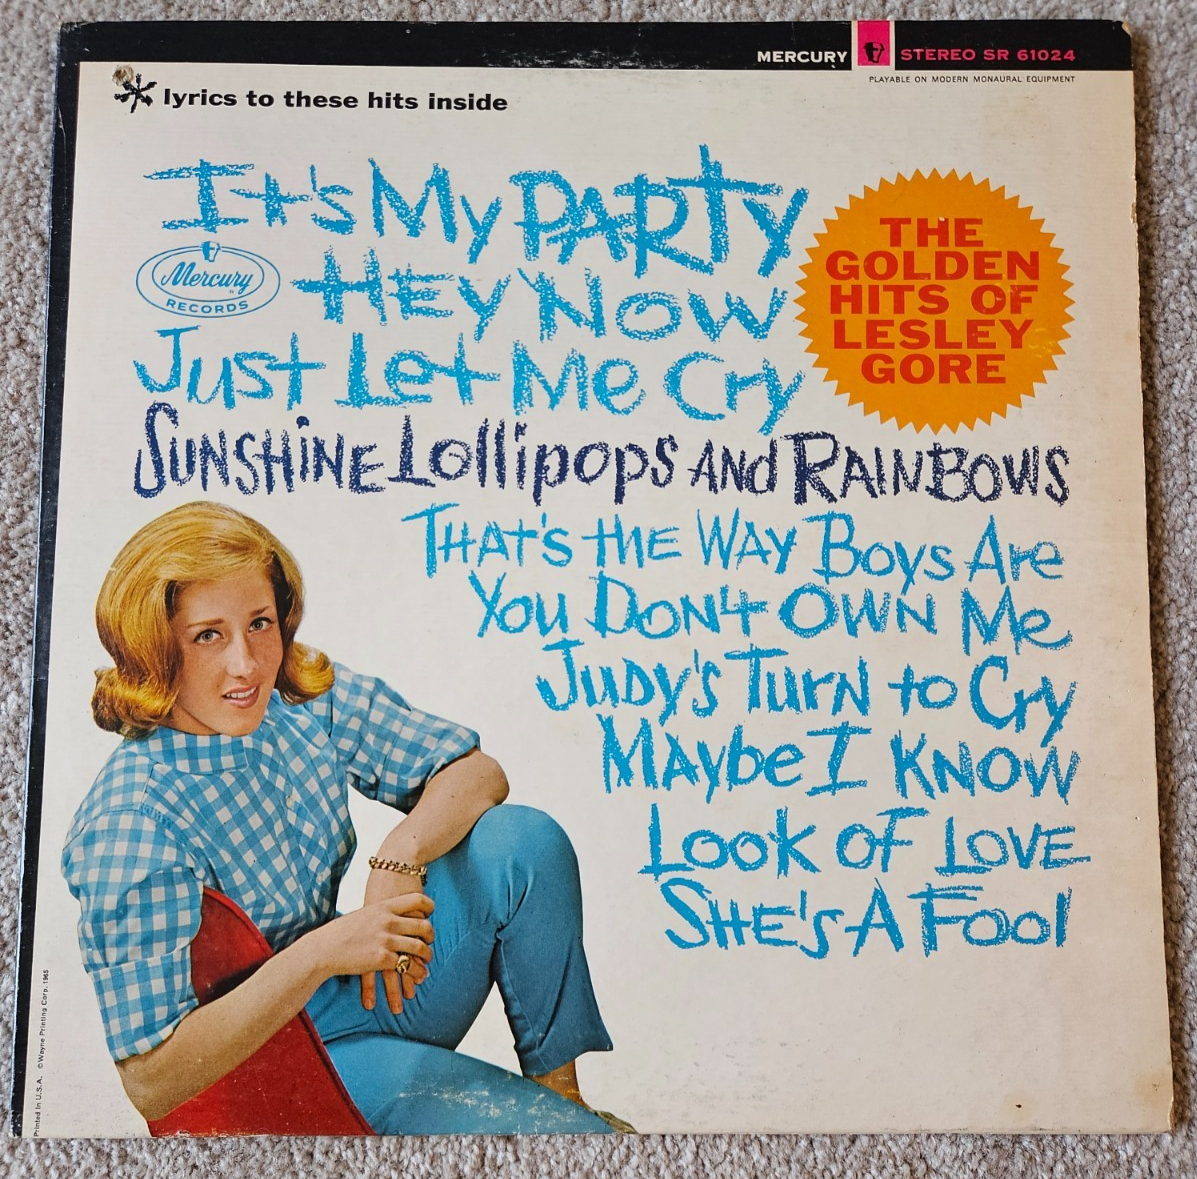 MERCURY STEREO SR 61024
PLAYABLE ON MODERN MONAURAL EQUIPMENT
lyrics to these hits inside
It's My PARTY
Mercury
RECORDS
HEY NOW
Just Let Me Cry
SUNSHINE Lollipops AND RAINBOWS
THE
GOLDEN
HITS OF
LESLEY
GORE
THAT'S tHE WAY Boys Are
You DON't OWN Me
JuDy's TurN to Cry
MAybe I KNOW
Look OF LOVE
SHE'S A Fool
Printed in U.S.A. ©Wayne Printing Corp. 1965